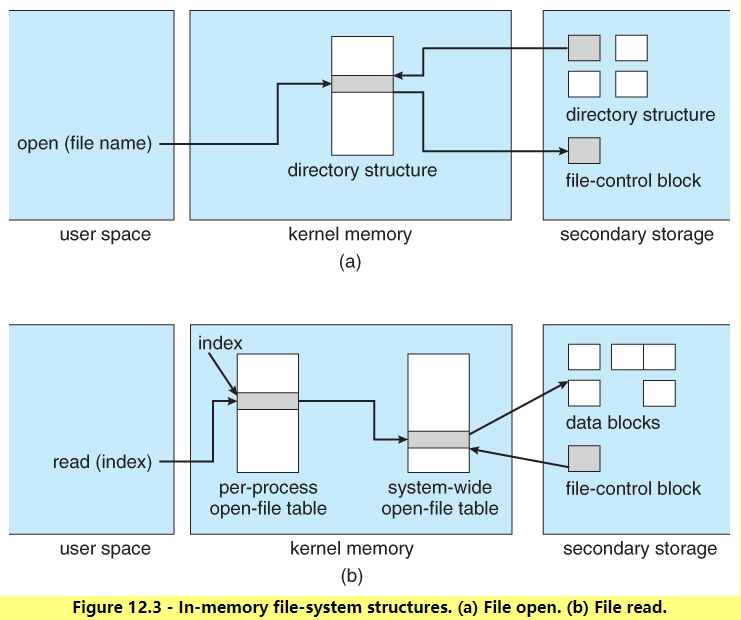 open (file name)
directory structure
directory structure
file-control block
user space
kernel memory
secondary storage
(a)
index
read (index)
per-process
open-file table
system-wide
open-file table
data blocks
file-control block
user space
kernel memory
secondary storage
(b)
Figure 12.3 - In-memory file-system structures. (a) File open. (b) File read.